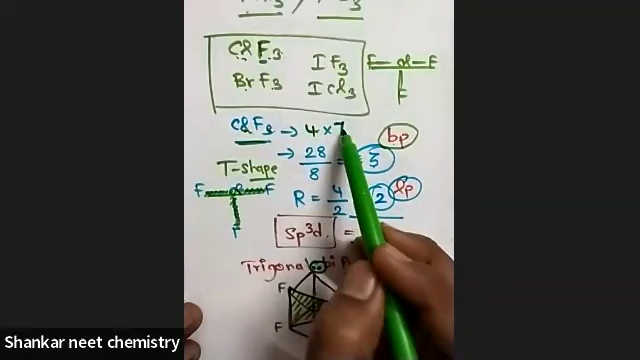 ClF3
BrF3
IF3
ICl3
F—Cl—F
F
ClF3 → 4 × 7
bp
→ 28/8 = 3
T-shape
F Cl F
F
R = 4/2 2 lp
Sp³d. =
Trigonal bi
F
F
Shankar neet chemistry